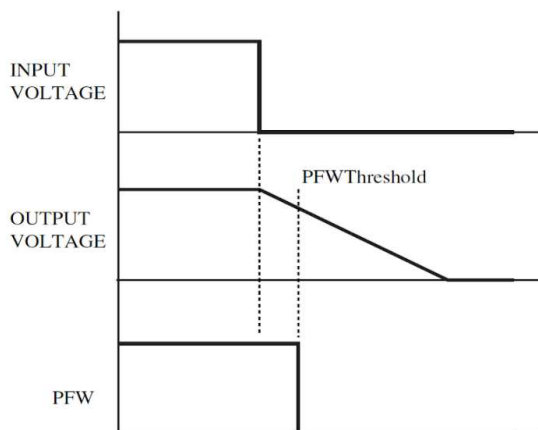 INPUT
VOLTAGE
PFWThreshold
OUTPUT
VOLTAGE
PFW